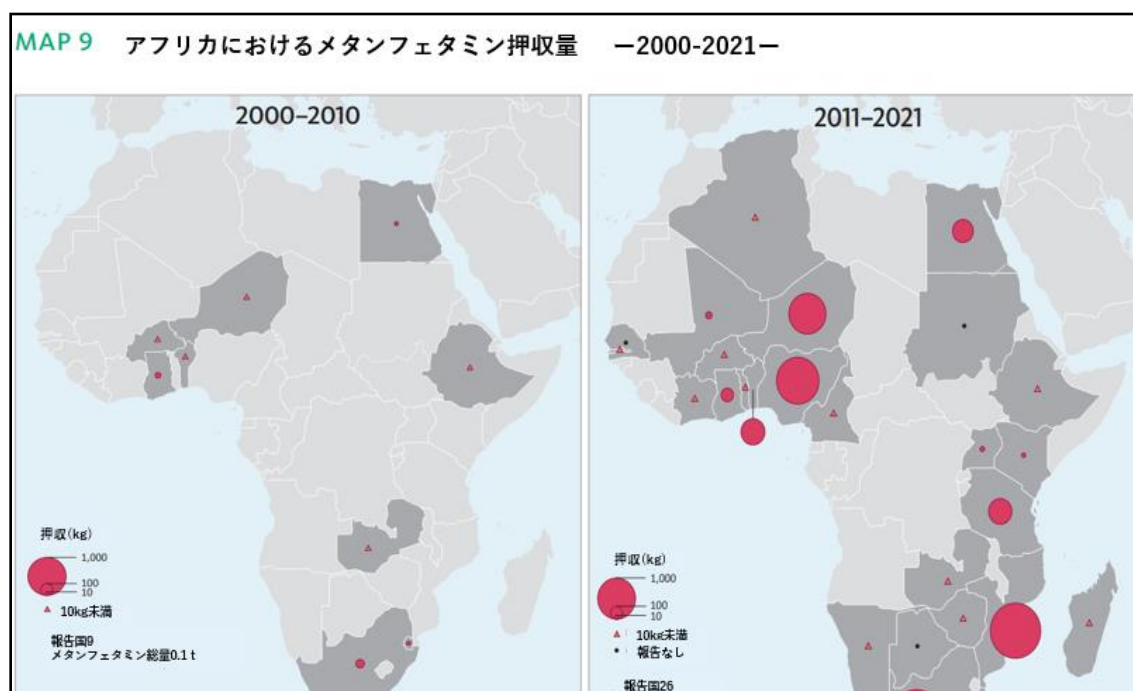 MAP 9 アフリカにおけるメタンフェタミン押収量 ー2000-2021ー
2000–2010
押収(kg)
1,000
100
10
10kg未満
報告国9
メタンフェタミン総量0.1 t
2011–2021
押収(kg)
1,000
100
10
10kg未満
報告なし
報告国26